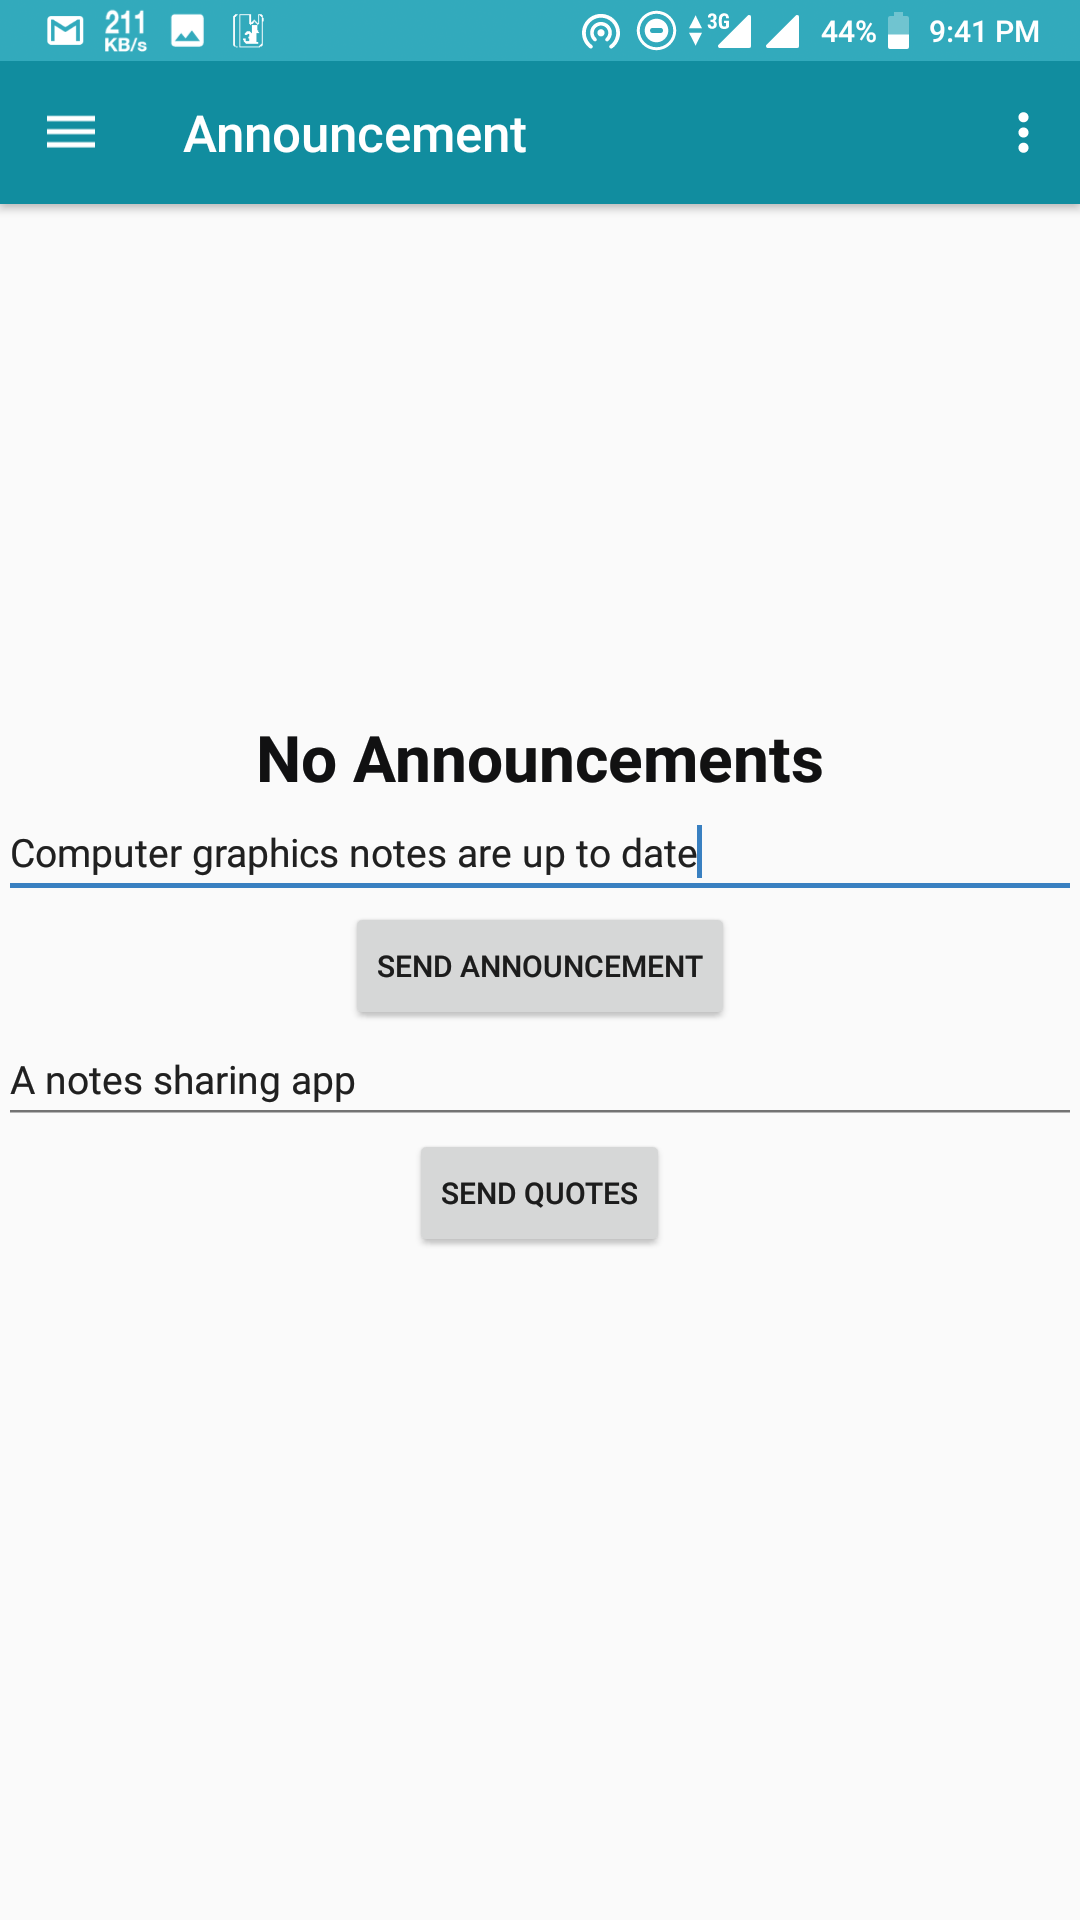 211
KB/s
3G
44%
9:41 PM
Announcement
No Announcements
Computer graphics notes are up to date
SEND ANNOUNCEMENT
A notes sharing app
SEND QUOTES